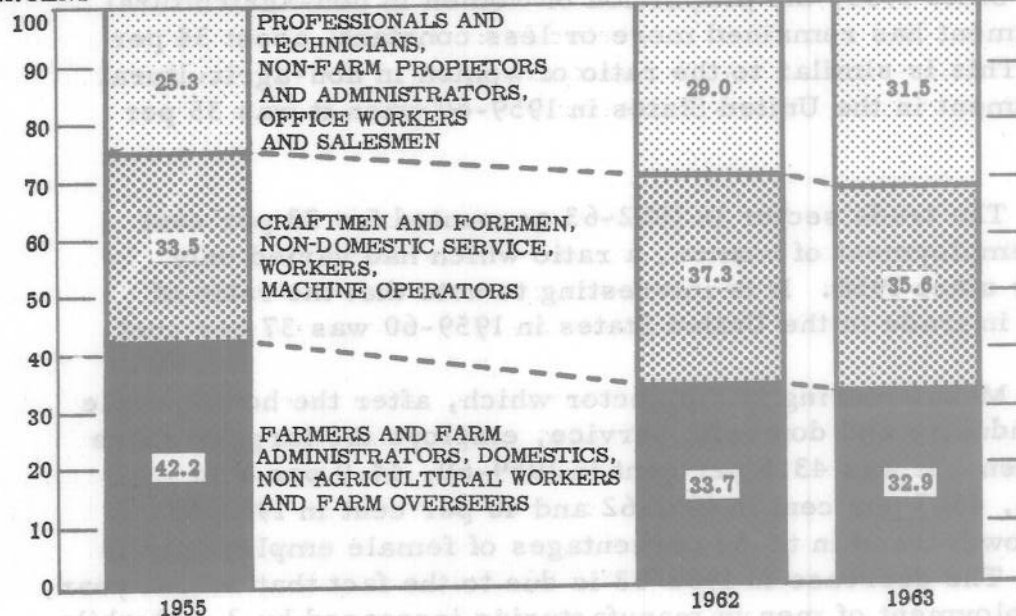 100
90
80
70
60
50
40
30
20
10
0
PROFESSIONALS AND
TECHNICIANS,
NON-FARM PROPIETORS
AND ADMINISTRATORS,
OFFICE WORKERS
AND SALESMEN
CRAFTMEN AND FOREMEN,
NON-DOMESTIC SERVICE,
WORKERS,
MACHINE OPERATORS
FARMERS AND FARM
ADMINISTRATORS, DOMESTICS,
NON AGRICULTURAL WORKERS
AND FARM OVERSEERS
25.3
33.5
42.2
29.0
37.3
33.7
31.5
35.6
32.9
1955
1962
1963